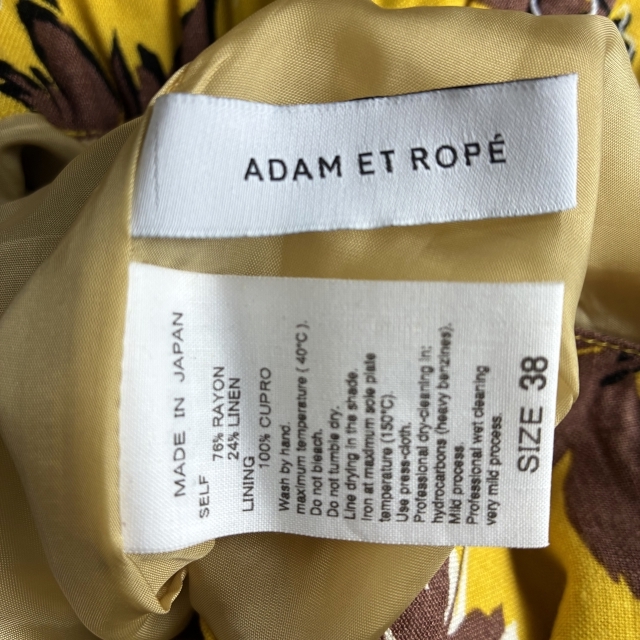 ADAM ET ROPÉ
MADE IN JAPAN
SELF
76% RAYON
24% LINEN
LINING
100% CUPRO
Wash by hand.
maximum temperature ( 40°C ).
Do not bleach.
Do not tumble dry.
Line drying in the shade.
Iron at maximum sole plate
temperature (150°C).
Use press-cloth.
Professional dry-cleaning in:
hydrocarbons (heavy benzines).
Mild process.
Professional wet cleaning
very mild process.
SIZE 38